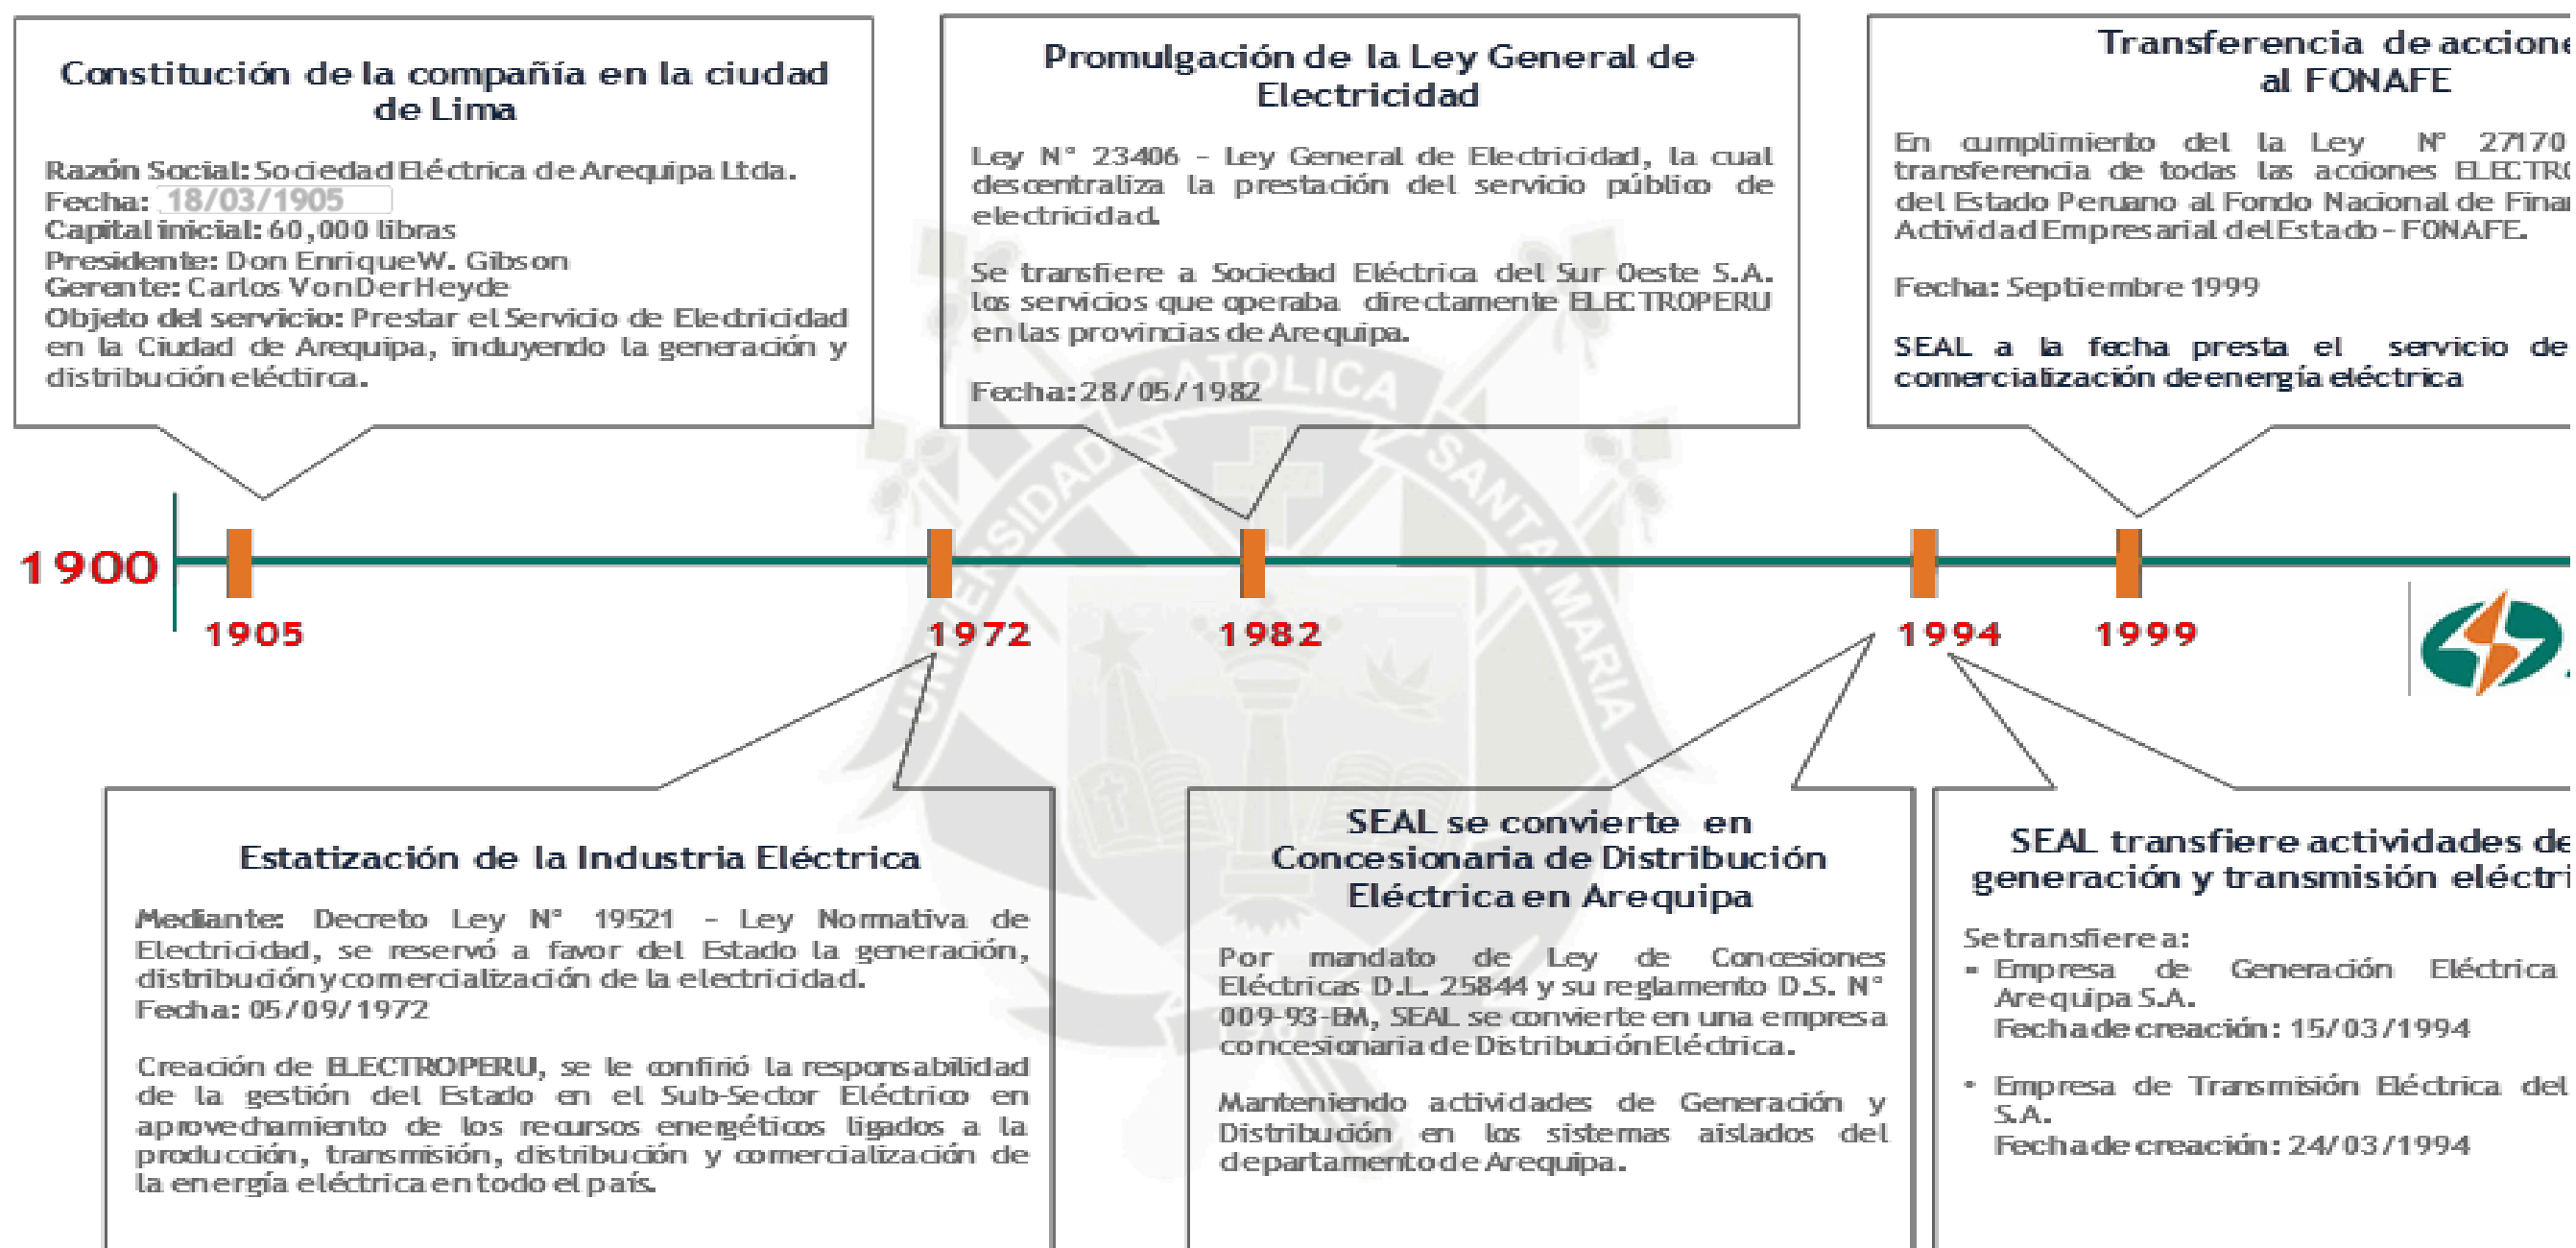 Constitución de la compañía en la ciudad
de Lima
Razón Social: Sociedad Eléctrica de Arequipa Ltda.
Fecha: 18/03/1905
Capital inicial: 60,000 libras
Presidente: Don Enrique W. Gibson
Gerente: Carlos Von Der Heyde
Objeto del servicio: Prestar el Servicio de Electricidad
en la Ciudad de Arequipa, incluyendo la generación y
distribución eléctirca.
Promulgación de la Ley General de
Electricidad
Ley N° 23406 - Ley General de Electricidad, la cual
descentraliza la prestación del servicio público de
electricidad.
Se transfiere a Sociedad Eléctrica del Sur Oeste S.A.
los servicios que operaba directamente ELECTROPERU
en las provincias de Arequipa.
Fecha: 28/05/1982
Transferencia de accione
al FONAFE
En cumplimiento del la Ley N° 27170
transferencia de todas las acciones ELECTRO
del Estado Peruano al Fondo Nacional de Finan
Actividad Empresarial del Estado - FONAFE.
Fecha: Septiembre 1999
SEAL a la fecha presta el servicio de
comercialización de energía eléctrica
1900
1905
1972
1982
1994
1999
UNIVERSIDAD CATOLICA SANTA MARIA
Estatización de la Industria Eléctrica
Mediante: Decreto Ley N° 19521 - Ley Normativa de
Electricidad, se reservó a favor del Estado la generación,
distribución y comercialización de la electricidad.
Fecha: 05/09/1972
Creación de ELECTROPERU, se le confirió la responsabilidad
de la gestión del Estado en el Sub-Sector Eléctrico en
aprovechamiento de los recursos energéticos ligados a la
producción, transmisión, distribución y comercialización de
la energía eléctrica en todo el país.
SEAL se convierte en
Concesionaria de Distribución
Eléctrica en Arequipa
Por mandato de Ley de Concesiones
Eléctricas D.L. 25844 y su reglamento D.S. N°
009-93-EM, SEAL se convierte en una empresa
concesionaria de Distribución Eléctrica.
Manteniendo actividades de Generación y
Distribución en los sistemas aislados del
departamento de Arequipa.
SEAL transfiere actividades de
generación y transmisión eléctri
Se transfiere a:
- Empresa de Generación Eléctrica
Arequipa S.A.
Fecha de creación: 15/03/1994
• Empresa de Transmisión Eléctrica del
S.A.
Fecha de creación: 24/03/1994